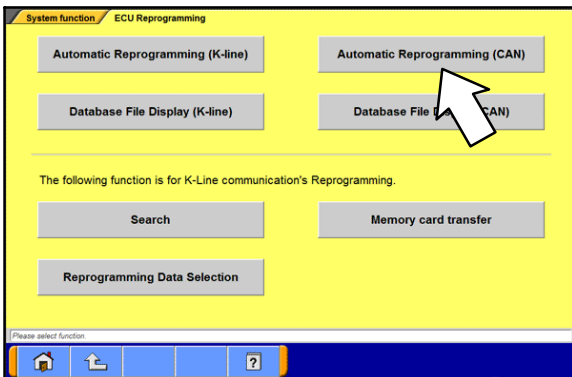 System function ECU Reprogramming
Automatic Reprogramming (K-line) Automatic Reprogramming (CAN)
Database File Display (K-line) Database File CAN)
The following function is for K-Line communication's Reprogramming.
Search Memory card transfer
Reprogramming Data Selection
Please select function.
?